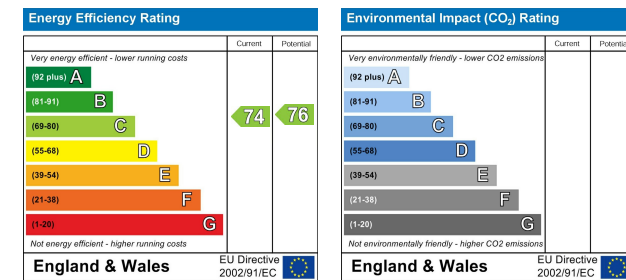 Energy Efficiency Rating
Current Potential
Very energy efficient - lower running costs
(92 plus) A
(81-91) B
(69-80) C
74 76
(55-68) D
(39-54) E
(21-38) F
(1-20) G
Not energy efficient - higher running costs
England & Wales
EU Directive
2002/91/EC
Environmental Impact (CO2) Rating
Current Potential
Very environmentally friendly - lower CO2 emissions
(92 plus) A
(81-91) B
(69-80) C
(55-68) D
(39-54) E
(21-38) F
(1-20) G
Not environmentally friendly - higher CO2 emissions
England & Wales
EU Directive
2002/91/EC